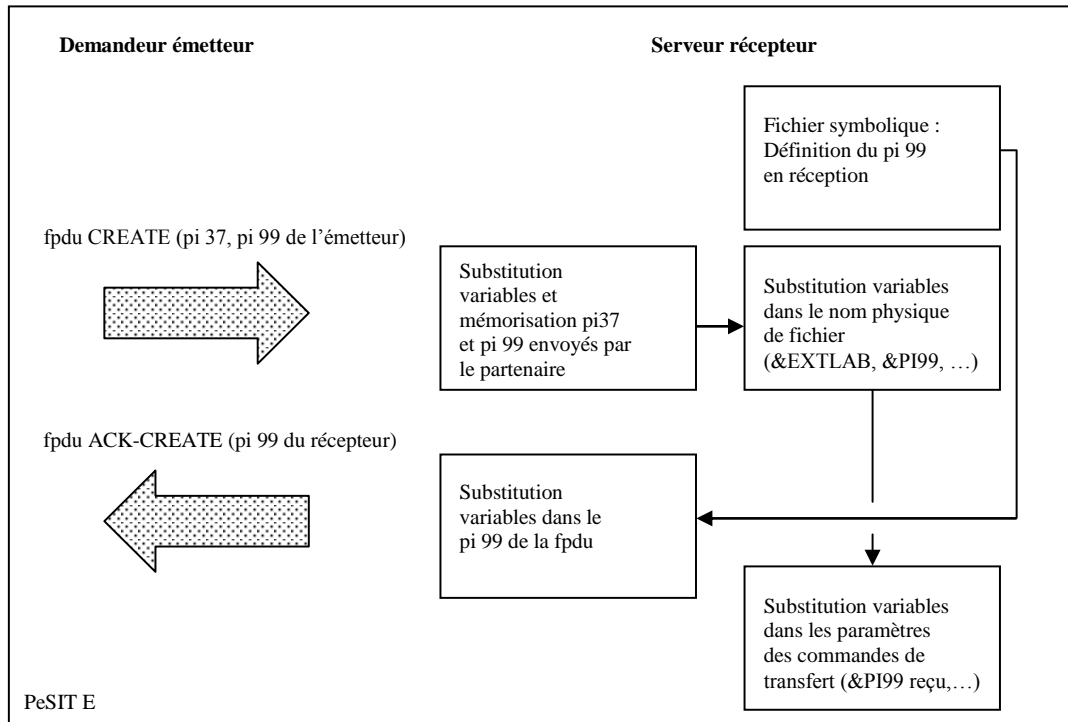 Demandeur émetteur
Serveur récepteur
Fichier symbolique :
Définition du pi 99
en réception
fpdu CREATE (pi 37, pi 99 de l’émetteur)
Substitution
variables et
mémorisation pi37
et pi 99 envoyés par
le partenaire
Substitution variables
dans le nom physique
de fichier
(&EXTLAB, &PI99, …)
fpdu ACK-CREATE (pi 99 du récepteur)
Substitution
variables dans le
pi 99 de la fpdu
Substitution variables
dans les paramètres
des commandes de
transfert (&PI99 reçu,…)
PeSIT E